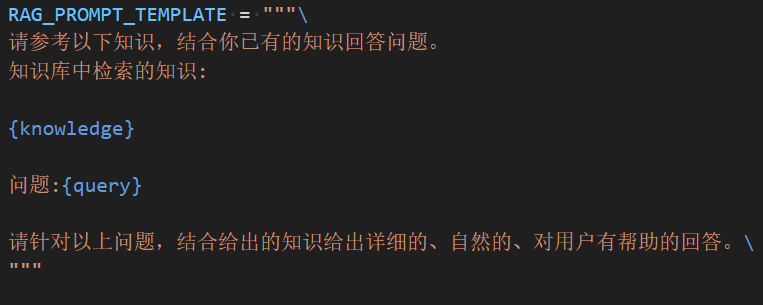 RAG_PROMPT_TEMPLATE = """\
请参考以下知识，结合你已有的知识回答问题。
知识库中检索的知识:
{knowledge}
问题:{query}
请针对以上问题，结合给出的知识给出详细的、自然的、对用户有帮助的回答。\
"""